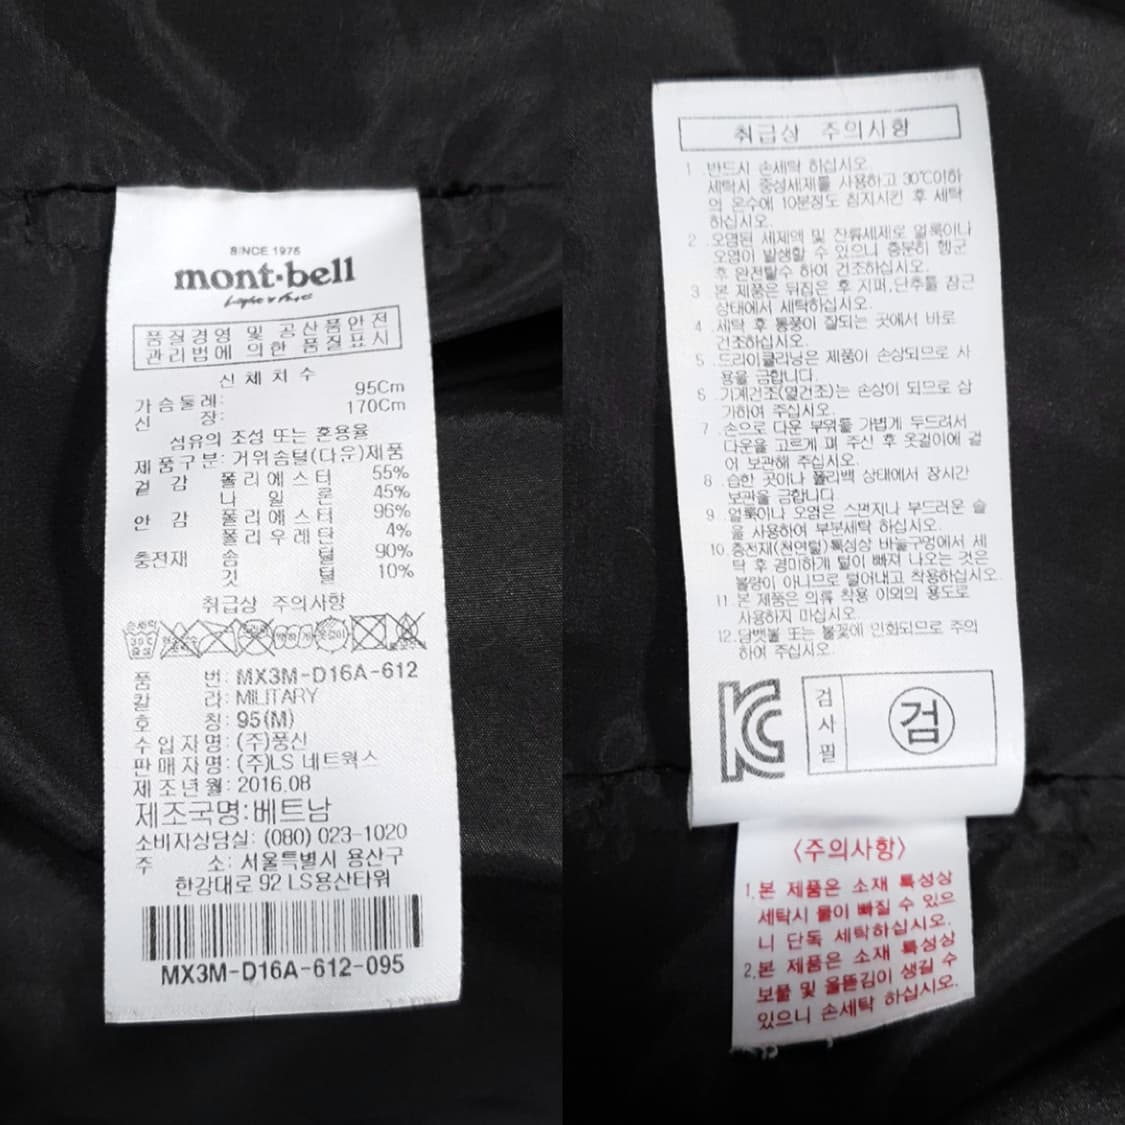 SINCE 1975
mont·bell
Light & Fast
품질경영 및 공산품안전
관리법에 의한 품질표시
신체치수
가슴둘레: 95Cm
신 장: 170Cm
섬유의 조성 또는 혼용율
제품구분: 거위솜털(다운)제품
겉 감 폴리에스터 55%
나 일 론 45%
안 감 폴리에스터 96%
폴리우레탄 4%
충전재 솜 털 90%
깃 털 10%
취급상 주의사항
품 번: MX3M-D16A-612
칼 라: MILITARY
호 칭: 95(M)
수입자명: (주)풍신
판매자명: (주)LS 네트웍스
제조년월: 2016.08
제조국명:베트남
소비자상담실: (080) 023-1020
주 소: 서울특별시 용산구
한강대로 92 LS용산타워
MX3M-D16A-612-095
취급상 주의사항
1. 반드시 손세탁 하십시오.
세탁시 중성세제를 사용하고 30℃이하
의 온수에 10분정도 침지시킨 후 세탁
하십시오.
2. 오염된 세제액 및 잔류세제로 얼룩이나
오염이 발생할 수 있으니 충분히 헹군
후 완전탈수 하여 건조하십시오.
3. 본 제품은 뒤집은 후 지퍼,단추를 잠근
상태에서 세탁하십시오.
4. 세탁 후 통풍이 잘되는 곳에서 바로
건조하십시오.
5. 드라이클리닝은 제품이 손상되므로 사
용을 금합니다.
6. 기계건조(열건조)는 손상이 되므로 삼
가하여 주십시오.
7. 손으로 다운 부위를 가볍게 두드려서
다운을 고르게 펴 주신 후 옷걸이에 걸
어 보관해 주십시오.
8. 습한 곳이나 폴리백 상태에서 장시간
보관을 금합니다
9. 얼룩이나 오염은 스펀지나 부드러운 솔
을 사용하여 부분세탁 하십시오.
10. 충전재(천연털)특성상 바늘구멍에서 세
탁 후 경미하게 털이 빠져 나오는 것은
불량이 아니므로 털어내고 착용하십시오.
11. 본 제품은 의류 착용 이외의 용도로
사용하지 마십시오.
12. 담뱃불 또는 불꽃에 인화되므로 주의
하여 주십시오.
KC
검사필 검
〈주의사항〉
1.본 제품은 소재 특성상
세탁시 물이 빠질 수 있으
니 단독 세탁하십시오.
2.본 제품은 소재 특성상
보풀 및 올뜯김이 생길 수
있으니 손세탁 하십시오.